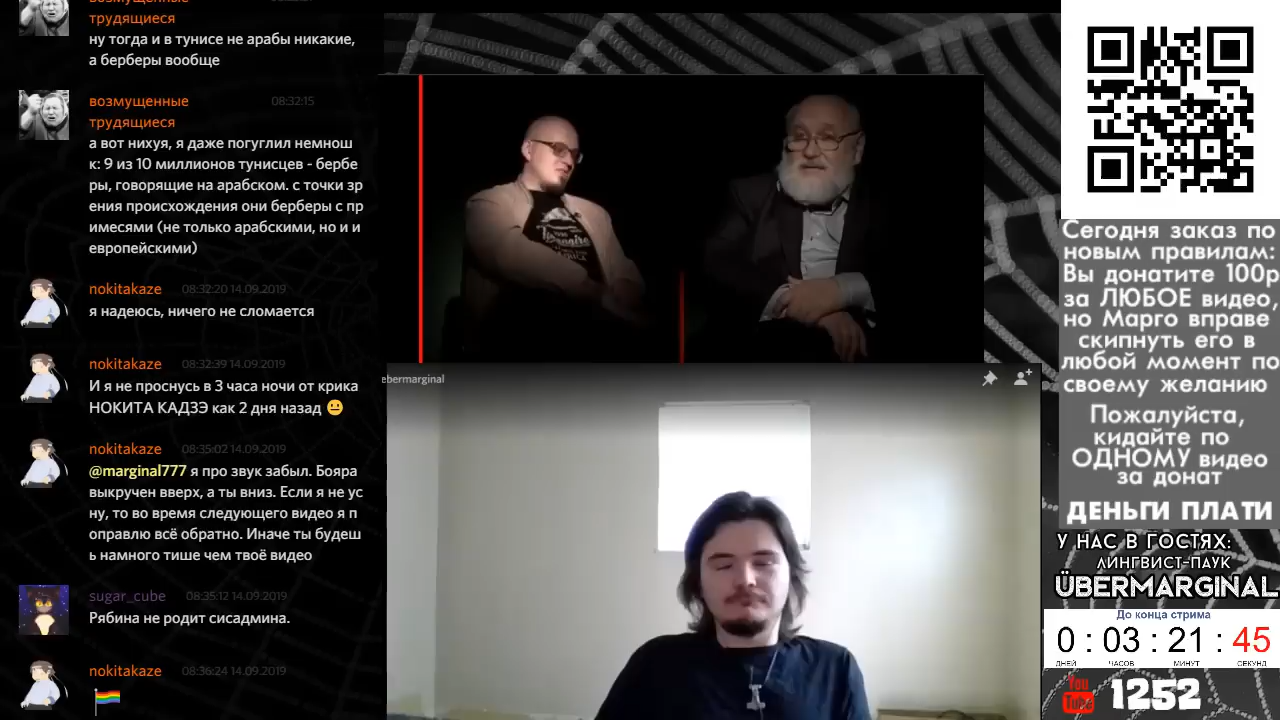 трудящиеся
ну тогда и в тунисе не арабы никакие,
а берберы вообще
возмущенные
08:32:15
трудящиеся
а вот нихуя, я даже погуглил немнош
к: 9 из 10 миллионов тунисцев - бербе
ры, говорящие на арабском. с точки зр
ения происхождения они берберы с пр
имесями (не только арабскими, но и и
европейскими)
nokitakaze 08:32:20 14.09.2019
я надеюсь, ничего не сломается
nokitakaze 08:32:39 14.09.2019
И я не проснусь в 3 часа ночи от крика
НОКИТА КАДЗЭ как 2 дня назад 😐
nokitakaze 08:35:02 14.09.2019
@marginal777 я про звук забыл. Бояра
выкручен вверх, а ты вниз. Если я не ус
ну, то во время следующего видео я п
оправлю всё обратно. Иначе ты будеш
ь намного тише чем твоё видео
sugar_cube 08:35:12 14.09.2019
Рябина не родит сисадмина.
nokitakaze 08:36:24 14.09.2019
ebermarginal
Сегодня заказ по
новым правилам:
Вы донатите 100р
за ЛЮБОЕ видео,
но Марго вправе
скипнуть его в
любой момент по
своему желанию
Пожалуйста,
кидайте по
ОДНОМУ видео
за донат
ДЕНЬГИ ПЛАТИ
У НАС В ГОСТЯХ:
ЛИНГВИСТ-ПАУК
ÜBERMARGINAL
До конца стрима
0 : 03 : 21 : 45
ДНЕЙ ЧАСОВ МИНУТ СЕКУНД
You Tube 1252